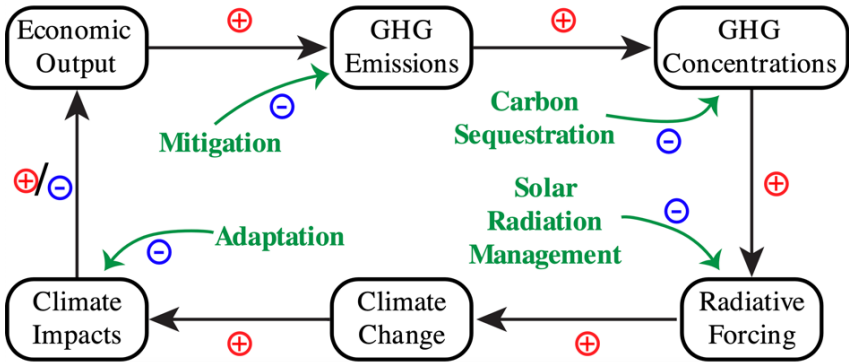 Economic
Output
⊕
GHG
Emissions
⊕
GHG
Concentrations
Mitigation
⊖
Carbon
Sequestration
⊖
⊕/⊖
Adaptation
⊖
Solar
Radiation
Management
⊖
⊕
Climate
Impacts
⊕
Climate
Change
⊕
Radiative
Forcing